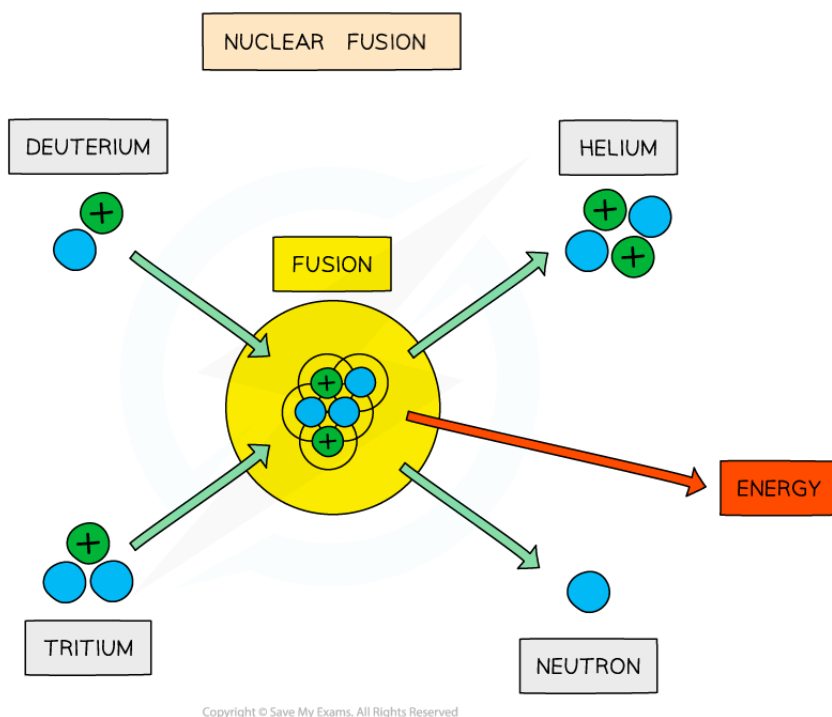 NUCLEAR FUSION
DEUTERIUM
HELIUM
FUSION
+
+
+
+
+
+
ENERGY
TRITIUM
NEUTRON
Copyright © Save My Exams. All Rights Reserved